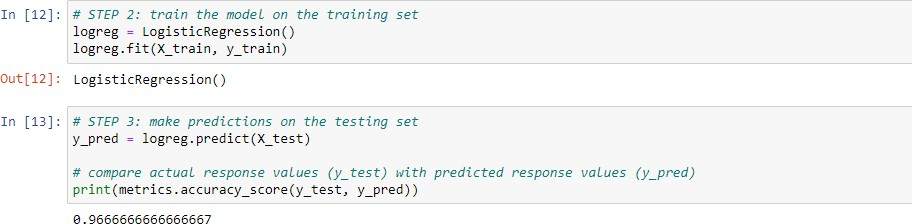 In [12]: # STEP 2: train the model on the training set
logreg = LogisticRegression()
logreg.fit(X_train, y_train)
Out[12]: LogisticRegression()
In [13]: # STEP 3: make predictions on the testing set
y_pred = logreg.predict(X_test)
# compare actual response values (y_test) with predicted response values (y_pred)
print(metrics.accuracy_score(y_test, y_pred))
0.9666666666666667